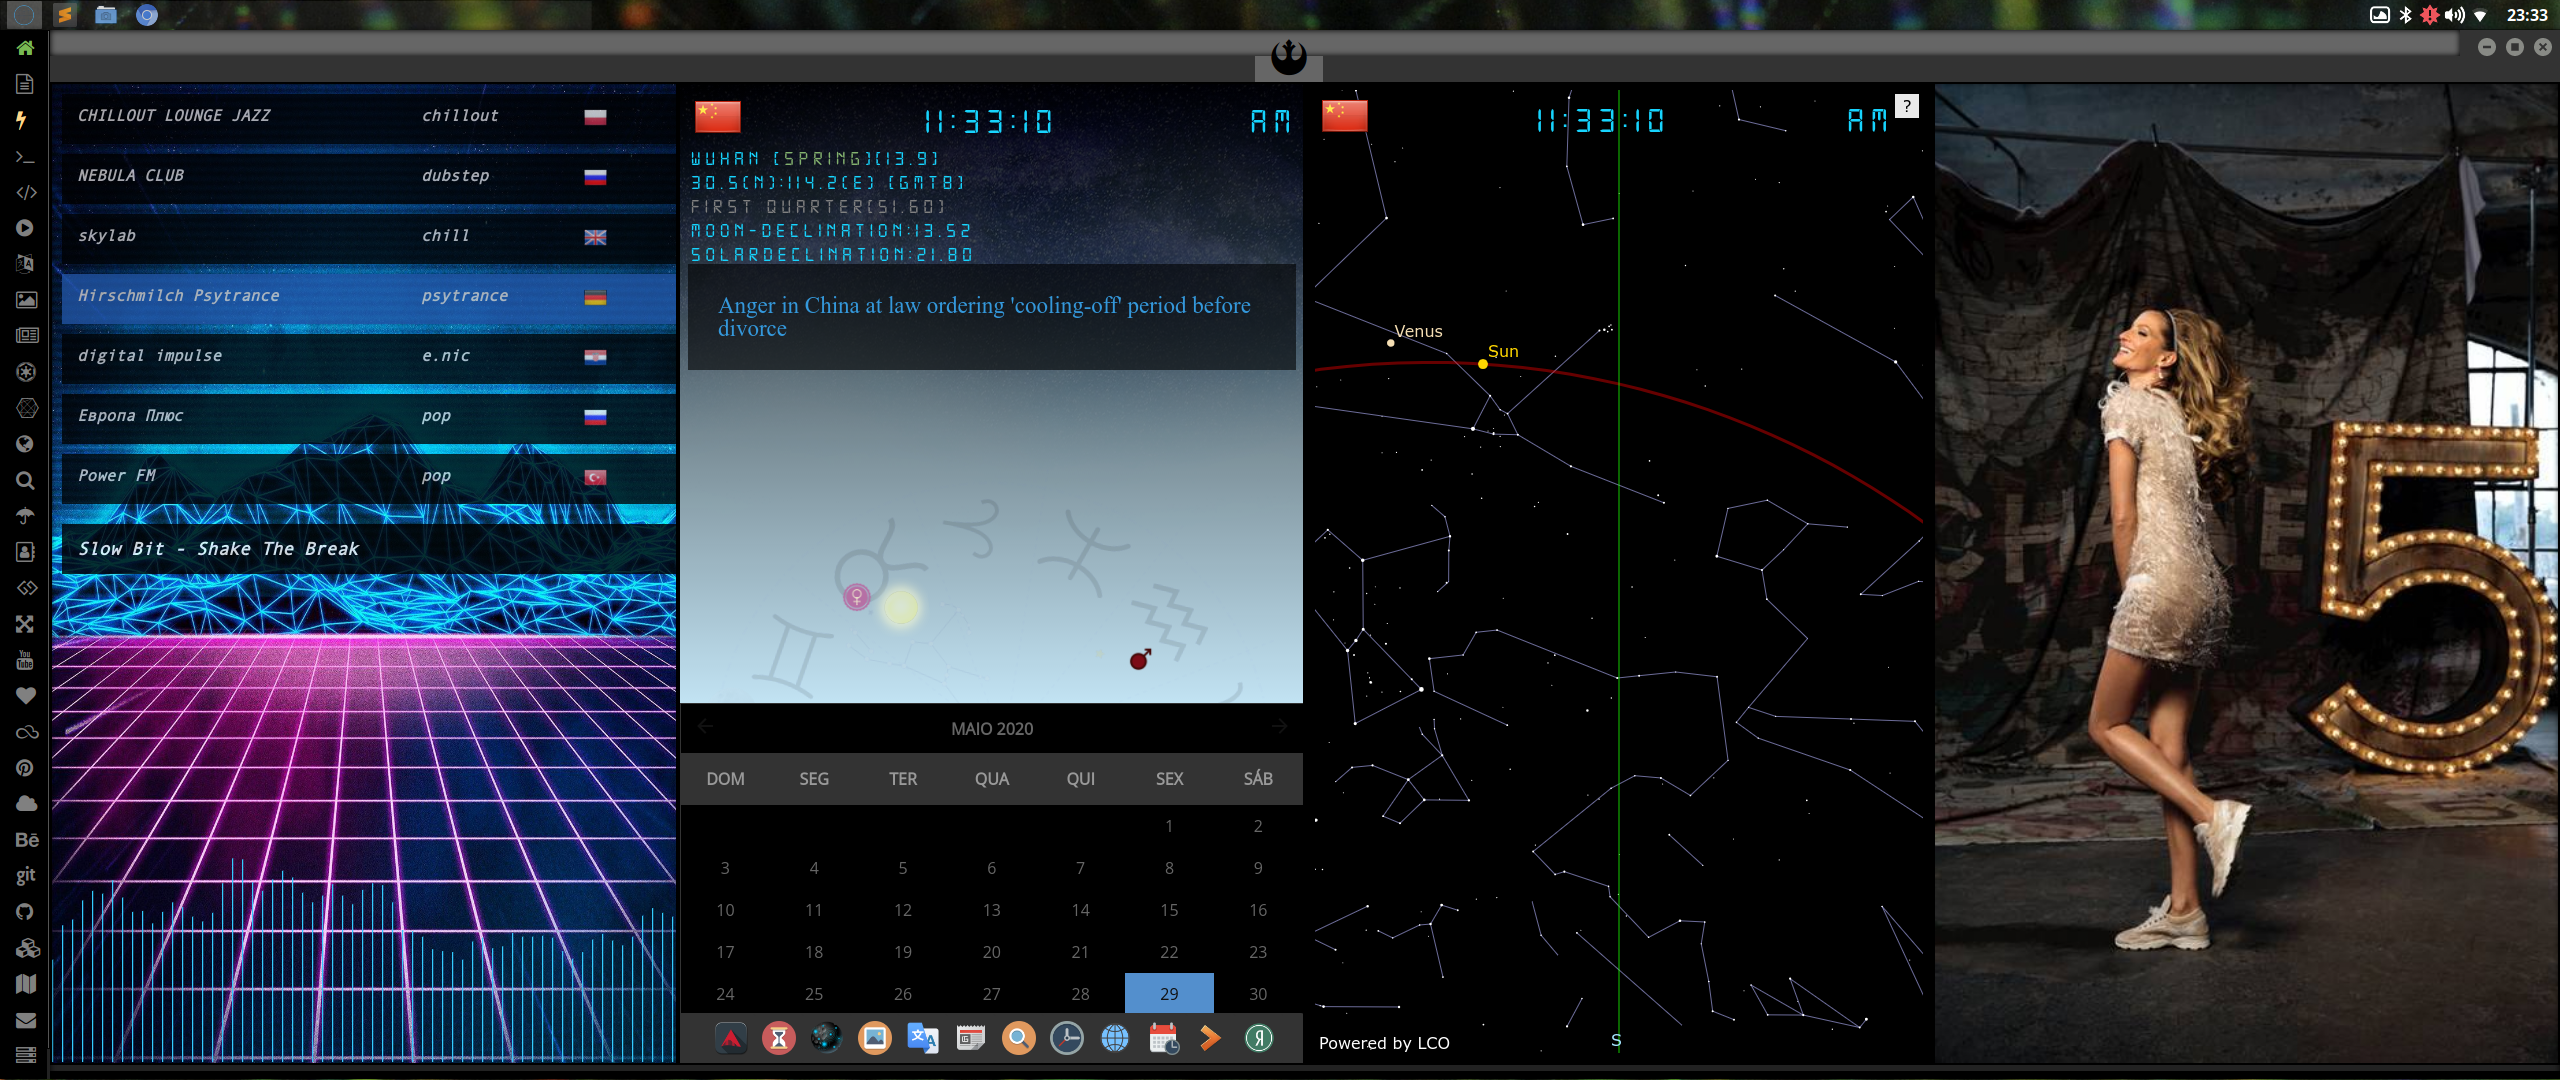 23:33
CHILLOUT LOUNGE JAZZ chillout
NEBULA CLUB dubstep
skylab chill
Hirschmilch Psytrance psytrance
digital impulse e.nic
Европа Плюс pop
Power FM pop
Slow Bit - Shake The Break
11:33:10 AM
WUHAN [SPRING][13.9]
30.5(N):114.2(E) [GMT8]
FIRST QUARTER[51.60]
MOON-DECLINATION:13.52
SOLARDECLINATION:21.80
Anger in China at law ordering 'cooling-off' period before
divorce
MAIO 2020
DOM SEG TER QUA QUI SEX SÁB
1 2
3 4 5 6 7 8 9
10 11 12 13 14 15 16
17 18 19 20 21 22 23
24 25 26 27 28 29 30
11:33:10 AM
?
Venus
Sun
S
Powered by LCO
5
You
Tube
Bē
git